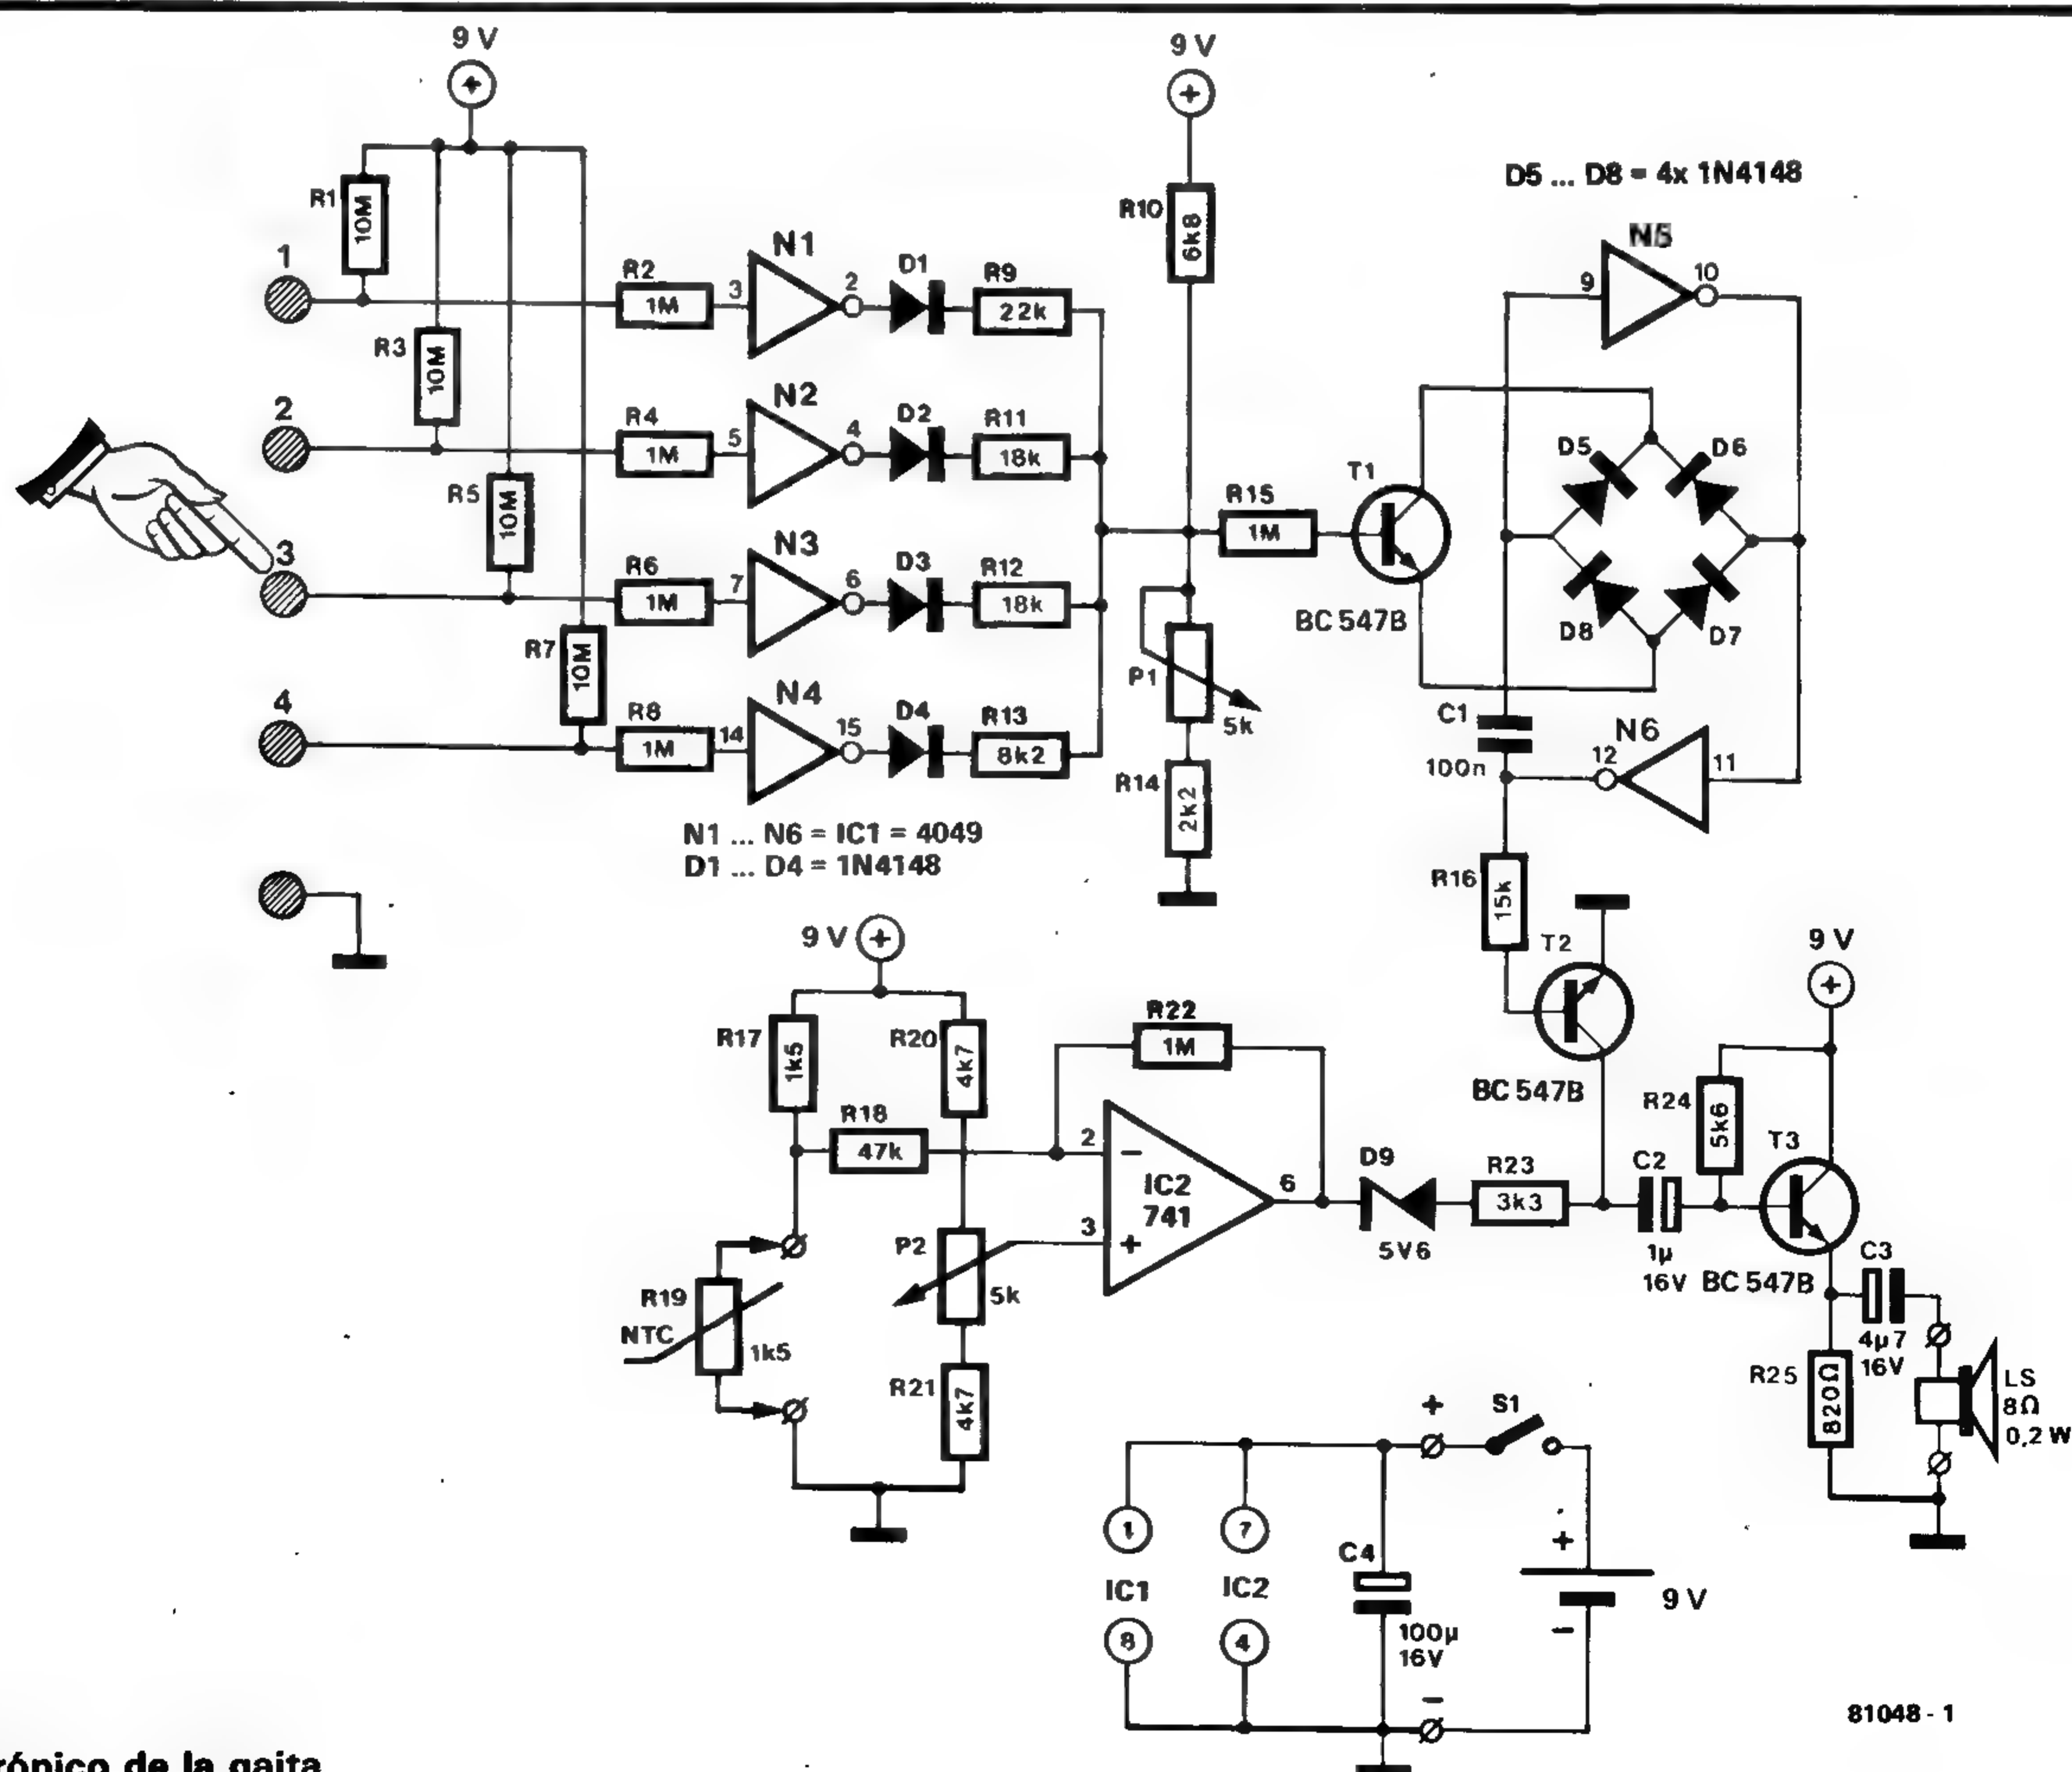 9 V
R1
10M
1
R3
10M
2
R5
10M
3
R7
10M
4
R2
1M
3
N1
2
D1
R9
22k
R4
1M
5
N2
4
D2
R11
18k
R6
1M
7
N3
6
D3
R12
18k
R8
1M
14
N4
15
D4
R13
8k2
N1 ... N6 = IC1 = 4049
D1 ... D4 = 1N4148
9 V
R10
6k8
R15
1M
P1
5k
R14
2k2
T1
BC 547B
D5 ... D8 = 4x 1N4148
N5
9
10
D5
D6
D8
D7
C1
100n
N6
12
11
R16
15k
T2
BC 547B
9 V
R17
1k5
R20
4k7
R18
47k
R22
1M
2
−
IC2
741
3
+
6
R19
NTC
1k5
P2
5k
R21
4k7
D9
5V6
R23
3k3
C2
1µ
16V
R24
5k6
9 V
T3
BC 547B
C3
4µ7
16V
R25
820Ω
LS
8Ω
0,2 W
+
S1
1
7
IC1
IC2
8
4
C4
100µ
16V
+
9 V
−
−
81048 - 1
rónico de la gaita